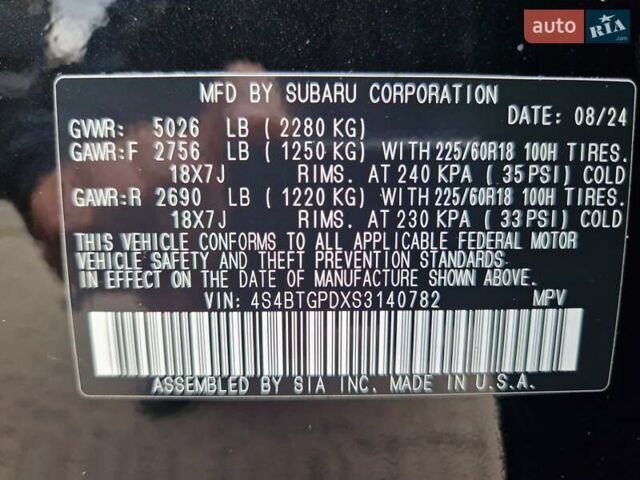 auto RIA .com
MFD BY SUBARU CORPORATION
DATE: 08/24
GVWR: 5026 LB (2280 KG)
GAWR:F 2756 LB (1250 KG) WITH 225/60R18 100H TIRES.
18X7J RIMS. AT 240 KPA (35 PSI) COLD
GAWR:R 2690 LB (1220 KG) WITH 225/60R18 100H TIRES.
18X7J RIMS. AT 230 KPA (33 PSI) COLD
THIS VEHICLE CONFORMS TO ALL APPLICABLE FEDERAL MOTOR
VEHICLE SAFETY AND THEFT PREVENTION STANDARDS
IN EFFECT ON THE DATE OF MANUFACTURE SHOWN ABOVE.
VIN: 4S4BTGPDXS3140782 MPV
ASSEMBLED BY SIA INC. MADE IN U.S.A.